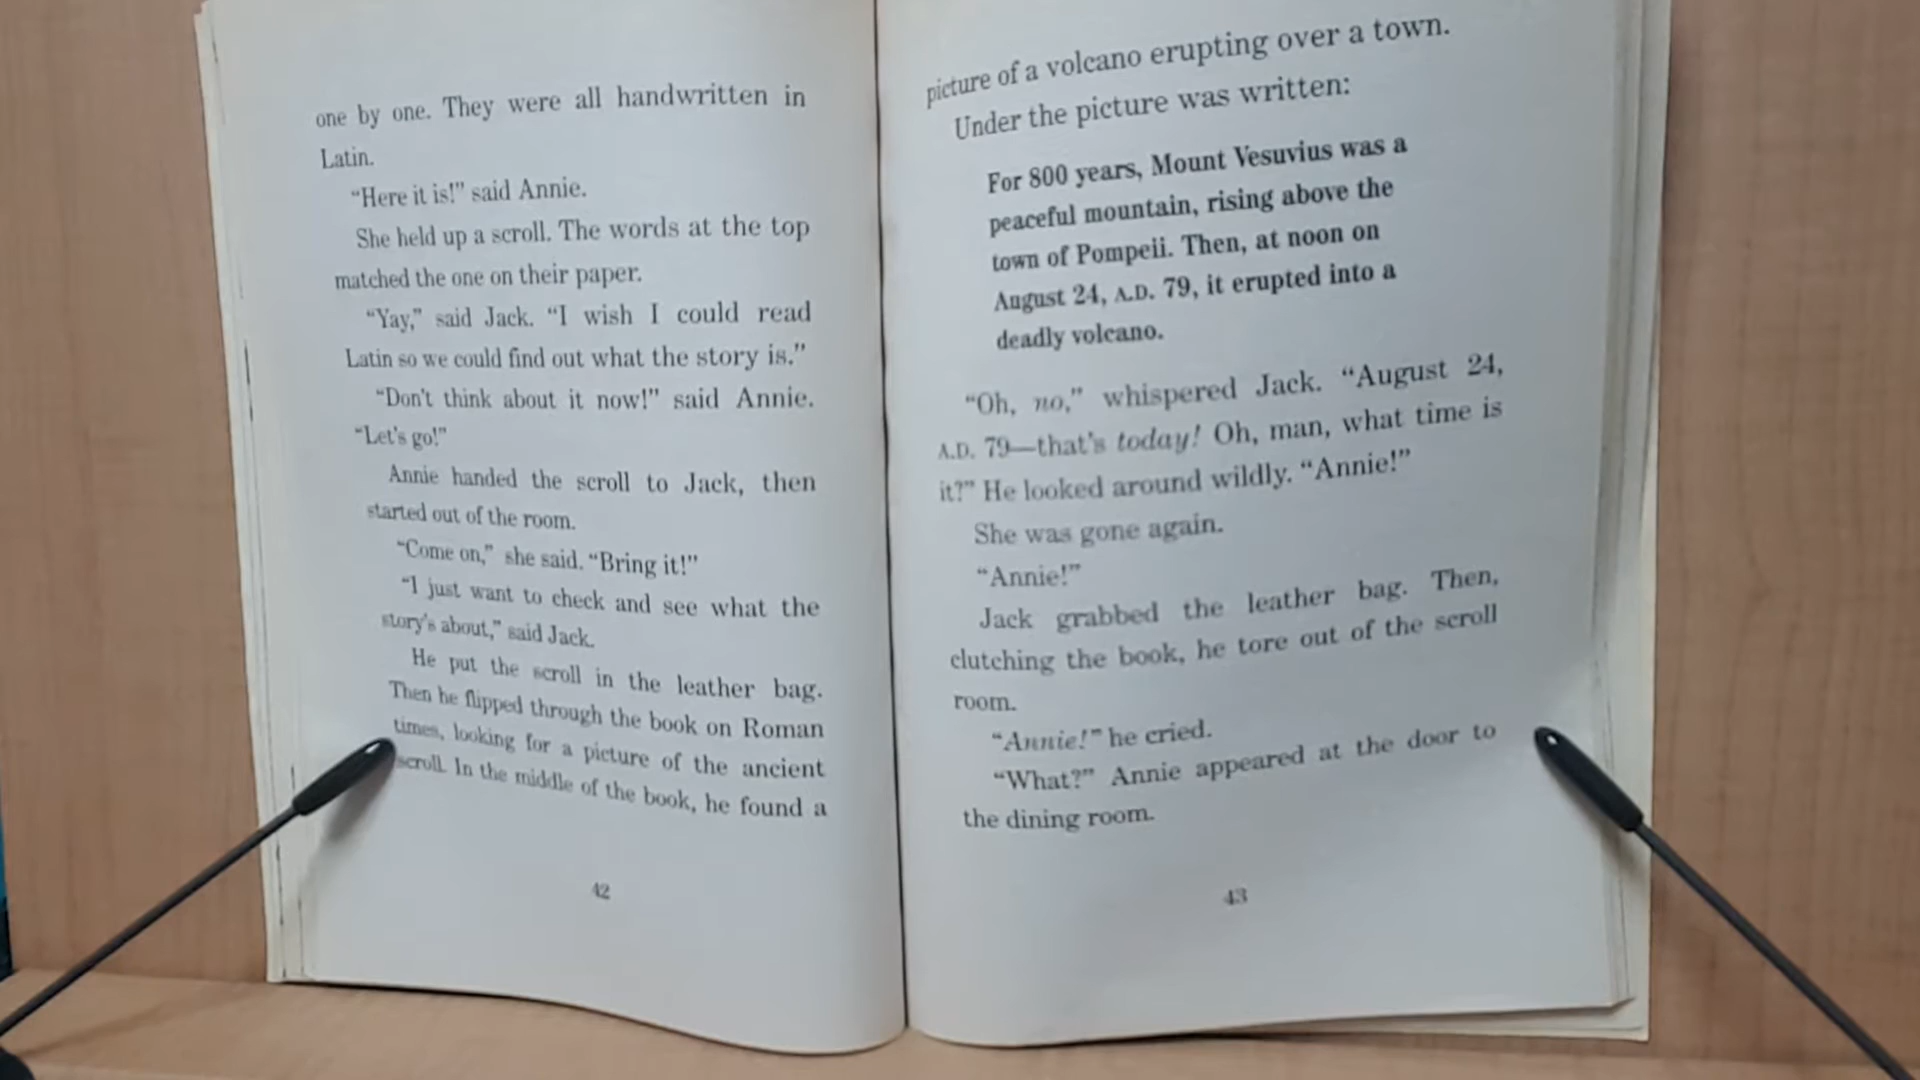 one by one. They were all handwritten in
Latin.
“Here it is!” said Annie.
She held up a scroll. The words at the top
matched the one on their paper.
“Yay,” said Jack. “I wish I could read
Latin so we could find out what the story is.”
“Don't think about it now!” said Annie.
“Let's go!”
Annie handed the scroll to Jack, then
started out of the room.
“Come on,” she said. “Bring it!”
“I just want to check and see what the
story's about,” said Jack.
He put the scroll in the leather bag.
Then he flipped through the book on Roman
times, looking for a picture of the ancient
scroll. In the middle of the book, he found a
42
picture of a volcano erupting over a town.
Under the picture was written:
For 800 years, Mount Vesuvius was a
peaceful mountain, rising above the
town of Pompeii. Then, at noon on
August 24, A.D. 79, it erupted into a
deadly volcano.
“Oh, no,” whispered Jack. “August 24,
A.D. 79—that's today! Oh, man, what time is
it?” He looked around wildly. “Annie!”
She was gone again.
“Annie!”
Jack grabbed the leather bag. Then,
clutching the book, he tore out of the scroll
room.
“Annie!” he cried.
“What?” Annie appeared at the door to
the dining room.
43